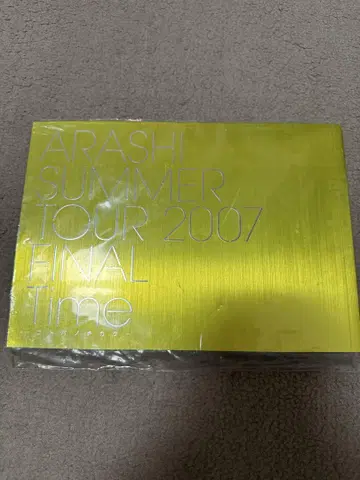 ARASHI
SUMMER
TOUR 2007
FINAL
Time